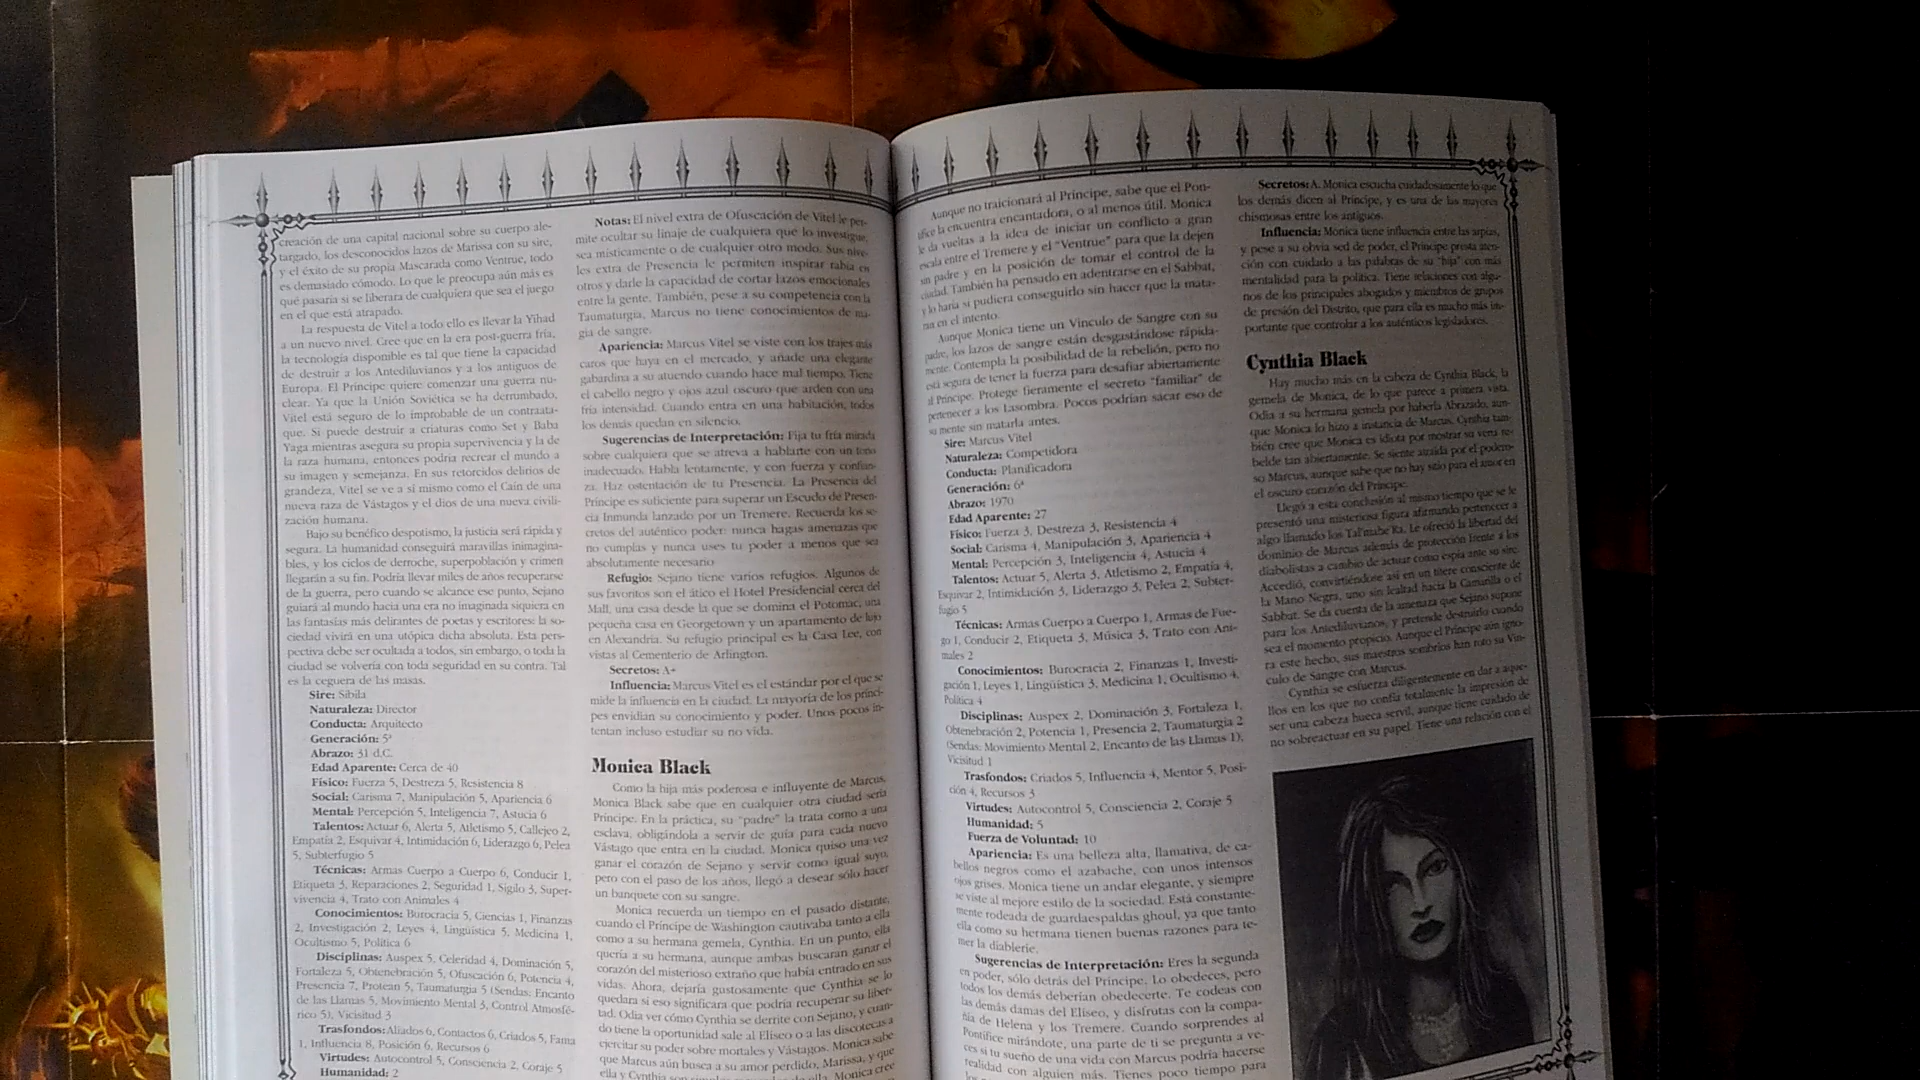 creación de una capital nacional sobre su cuerpo ale-
targado, los desconocidos lazos de Marissa con su sire,
y el éxito de su propia Mascarada como Ventrue, todo
es demasiado cómodo. Lo que le preocupa aún más es
qué pasaría si se liberara de cualquiera que sea el juego
en el que está atrapado.
La respuesta de Vitel a todo ello es llevar la Yihad
a un nuevo nivel. Cree que en la era post-guerra fría,
la tecnología disponible es tal que tiene la capacidad
de destruir a los Antediluvianos y a los antiguos de
Europa. El Príncipe quiere comenzar una guerra nu-
clear. Ya que la Unión Soviética se ha derrumbado,
Vitel está seguro de lo improbable de un contraata-
que. Si puede destruir a criaturas como Set y Baba
Yaga mientras asegura su propia supervivencia y la de
la raza humana, entonces podría recrear el mundo a
su imagen y semejanza. En sus retorcidos delirios de
grandeza, Vitel se ve a sí mismo como el Caín de una
nueva raza de Vástagos y el dios de una nueva civili-
zación humana.
Bajo su benéfico despotismo, la justicia será rápida y
segura. La humanidad conseguirá maravillas inimagina-
bles, y los ciclos de derroche, superpoblación y crimen
llegarán a su fin. Podría llevar miles de años recuperarse
de la guerra, pero cuando se alcance ese punto, Sejano
guiará al mundo hacia una era no imaginada siquiera en
las fantasías más delirantes de poetas y escritores: la so-
ciedad vivirá en una utópica dicha absoluta. Esta pers-
pectiva debe ser ocultada a todos, sin embargo, o toda la
ciudad se volvería con toda seguridad en su contra. Tal
es la ceguera de las masas.
Sire: Sibila
Naturaleza: Director
Conducta: Arquitecto
Generación: 5ª
Abrazo: 31 d.C.
Edad Aparente: Cerca de 40
Físico: Fuerza 5, Destreza 5, Resistencia 8
Social: Carisma 7, Manipulación 5, Apariencia 6
Mental: Percepción 5, Inteligencia 7, Astucia 6
Talentos: Actuar 6, Alerta 5, Atletismo 5, Callejeo 2,
Empatía 2, Esquivar 4, Intimidación 6, Liderazgo 6, Pelea
5, Subterfugio 5
Técnicas: Armas Cuerpo a Cuerpo 6, Conducir 1,
Etiqueta 3, Reparaciones 2, Seguridad 1, Sigilo 3, Super-
vivencia 4, Trato con Animales 4
Conocimientos: Burocracia 5, Ciencias 1, Finanzas
2, Investigación 2, Leyes 4, Lingüística 5, Medicina 1,
Ocultismo 5, Política 6
Disciplinas: Auspex 5, Celeridad 4, Dominación 5,
Fortaleza 5, Obtenebración 5, Ofuscación 6, Potencia 4,
Presencia 7, Protean 5, Taumaturgia 5 (Sendas: Encanto
de las Llamas 5, Movimiento Mental 3, Control Atmosfé-
rico 5), Vicisitud 3
Trasfondos: Aliados 6, Contactos 6, Criados 5, Fama
1, Influencia 8, Posición 6, Recursos 6
Virtudes: Autocontrol 5, Consciencia 2, Coraje 5
Humanidad: 2
Notas: El nivel extra de Ofuscación de Vitel le per-
mite ocultar su linaje de cualquiera que lo investigue,
sea místicamente o de cualquier otro modo. Sus nive-
les extra de Presencia le permiten inspirar rabia en
otros y darle la capacidad de cortar lazos emocionales
entre la gente. También, pese a su competencia con la
Taumaturgia, Marcus no tiene conocimientos de ma-
gia de sangre.
Apariencia: Marcus Vitel se viste con los trajes más
caros que haya en el mercado, y añade una elegante
gabardina a su atuendo cuando hace mal tiempo. Tiene
el cabello negro y ojos azul oscuro que arden con una
fría intensidad. Cuando entra en una habitación, todos
los demás quedan en silencio.
Sugerencias de Interpretación: Fija tu fría mirada
sobre cualquiera que se atreva a hablarte con un tono
inadecuado. Habla lentamente, y con fuerza y confian-
za. Haz ostentación de tu Presencia. La Presencia del
Príncipe es suficiente para superar un Escudo de Presen-
cia Inmunda lanzado por un Tremere. Recuerda los se-
cretos del auténtico poder: nunca hagas amenazas que
no cumplas y nunca uses tu poder a menos que sea
absolutamente necesario.
Refugio: Sejano tiene varios refugios. Algunos de
sus favoritos son el ático el Hotel Presidencial cerca del
Mall, una casa desde la que se domina el Potomac, una
pequeña casa en Georgetown y un apartamento de lujo
en Alexandria. Su refugio principal es la Casa Lee, con
vistas al Cementerio de Arlington.
Secretos: A+
Influencia: Marcus Vitel es el estándar por el que se
mide la influencia en la ciudad. La mayoría de los prínci-
pes envidian su conocimiento y poder. Unos pocos in-
tentan incluso estudiar su no vida.
Monica Black
Como la hija más poderosa e influyente de Marcus,
Monica Black sabe que en cualquier otra ciudad sería
Príncipe. En la práctica, su "padre" la trata como a una
esclava, obligándola a servir de guía para cada nuevo
Vástago que entra en la ciudad. Monica quiso una vez
ganar el corazón de Sejano y servir como igual suyo,
pero con el paso de los años, llegó a desear sólo hacer
un banquete con su sangre.
Monica recuerda un tiempo en el pasado distante,
cuando el Príncipe de Washington cautivaba tanto a ella
como a su hermana gemela, Cynthia. En un punto, ella
quería a su hermana, aunque ambas buscaran ganar el
corazón del misterioso extraño que había entrado en sus
vidas. Ahora, dejaría gustosamente que Cynthia se lo
quedara si eso significara que podría recuperar su liber-
tad. Odia ver cómo Cynthia se derrite con Sejano, y cuan-
do tiene la oportunidad sale al Elíseo o a las discotecas a
ejercitar su poder sobre mortales y Vástagos. Monica sabe
que Marcus aún busca a su amor perdido, Marissa, y que
ella y Cynthia son Monica cree
Aunque no traicionará al Príncipe, sabe que el Pon-
tífice la encuentra encantadora, o al menos útil. Monica
le da vueltas a la idea de iniciar un conflicto a gran
escala entre el Tremere y el "Ventrue" para que la dejen
sin padre y en la posición de tomar el control de la
ciudad. También ha pensado en adentrarse en el Sabbat,
y lo haría si pudiera conseguirlo sin hacer que la mata-
ran en el intento.
Aunque Monica tiene un Vínculo de Sangre con su
padre, los lazos de sangre están desgastándose rápida-
mente. Contempla la posibilidad de la rebelión, pero no
está segura de tener la fuerza para desafiar abiertamente
al Príncipe. Protege fieramente el secreto "familiar" de
pertenecer a los Lasombra. Pocos podrían sacar eso de
su mente sin matarla antes.
Sire: Marcus Vitel
Naturaleza: Competidora
Conducta: Planificadora
Generación: 6ª
Abrazo: 1970
Edad Aparente: 27
Físico: Fuerza 3, Destreza 3, Resistencia 4
Social: Carisma 4, Manipulación 3, Apariencia 4
Mental: Percepción 3, Inteligencia 4, Astucia 4
Talentos: Actuar 5, Alerta 3, Atletismo 2, Empatía 4,
Esquivar 2, Intimidación 3, Liderazgo 3, Pelea 2, Subter-
fugio 5
Técnicas: Armas Cuerpo a Cuerpo 1, Armas de Fue-
go 1, Conducir 2, Etiqueta 3, Música 3, Trato con Ani-
males 2
Conocimientos: Burocracia 2, Finanzas 1, Investi-
gación 1, Leyes 1, Lingüística 3, Medicina 1, Ocultismo 4,
Política 4
Disciplinas: Auspex 2, Dominación 3, Fortaleza 1,
Obtenebración 2, Potencia 1, Presencia 2, Taumaturgia 2
(Sendas: Movimiento Mental 2, Encanto de las Llamas 1),
Vicisitud 1
Trasfondos: Criados 5, Influencia 4, Mentor 5, Posi-
ción 4, Recursos 3
Virtudes: Autocontrol 5, Consciencia 2, Coraje 5
Humanidad: 5
Fuerza de Voluntad: 10
Apariencia: Es una belleza alta, llamativa, de ca-
bellos negros como el azabache, con unos intensos
ojos grises. Monica tiene un andar elegante, y siempre
se viste al mejore estilo de la sociedad. Está constante-
mente rodeada de guardaespaldas ghoul, ya que tanto
ella como su hermana tienen buenas razones para te-
mer la diablerie.
Sugerencias de Interpretación: Eres la segunda
en poder, sólo detrás del Príncipe. Lo obedeces, pero
todos los demás deberían obedecerte. Te codeas con
las demás damas del Elíseo, y disfrutas con la compa-
ñía de Helena y los Tremere. Cuando sorprendes al
Pontífice mirándote, una parte de ti se pregunta a ve-
ces si tu sueño de una vida con Marcus podría hacerse
realidad con alguien más. Tienes poco tiempo para
Secretos: A. Monica escucha cuidadosamente lo que
los demás dicen al Príncipe, y es una de las mayores
chismosas entre los antiguos.
Influencia: Monica tiene influencia entre las arpías,
y pese a su obvia sed de poder, el Príncipe presta aten-
ción con cuidado a las palabras de su "hija" con más
mentalidad para la política. Tiene relaciones con algu-
nos de los principales abogados y miembros de grupos
de presión del Distrito, que para ella es mucho más im-
portante que controlar a los auténticos legisladores.
Cynthia Black
Hay mucho más en la cabeza de Cynthia Black, la
gemela de Monica, de lo que parece a primera vista.
Odia a su hermana gemela por haberla Abrazado, aun-
que Monica lo hizo a instancia de Marcus. Cynthia tam-
bién cree que Monica es idiota por mostrar su vena re-
belde tan abiertamente. Se siente atraída por el podero-
so Marcus, aunque sabe que no hay sitio para el amor en
el oscuro corazón del Príncipe.
Llegó a esta conclusión al mismo tiempo que se le
presentó una misteriosa figura afirmando pertenecer a
algo llamado los Tal'mahe'Ra. Le ofreció la libertad del
dominio de Marcus además de protección frente a los
diabolistas a cambio de actuar como espía ante su sire.
Accedió, convirtiéndose así en un títere consciente de
la Mano Negra, uno sin lealtad hacia la Camarilla o el
Sabbat. Se da cuenta de la amenaza que Sejano supone
para los Antediluvianos, y pretende destruirlo cuando
sea el momento propicio. Aunque el Príncipe aún igno-
ra este hecho, sus maestros sombríos han roto su Vín-
culo de Sangre con Marcus.
Cynthia se esfuerza diligentemente en dar a aque-
llos en los que no confía totalmente la impresión de
ser una cabeza hueca servil, aunque tiene cuidado de
no sobreactuar en su papel. Tiene una relación con el